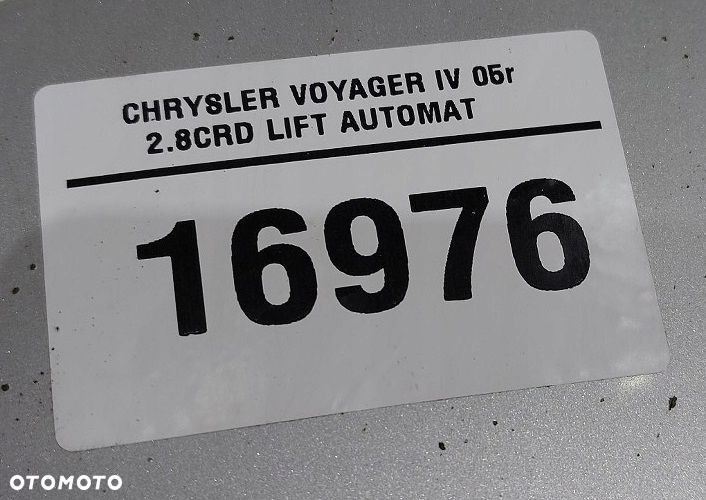 CHRYSLER VOYAGER IV 05r
2.8CRD LIFT AUTOMAT
16976
OTOMOTO